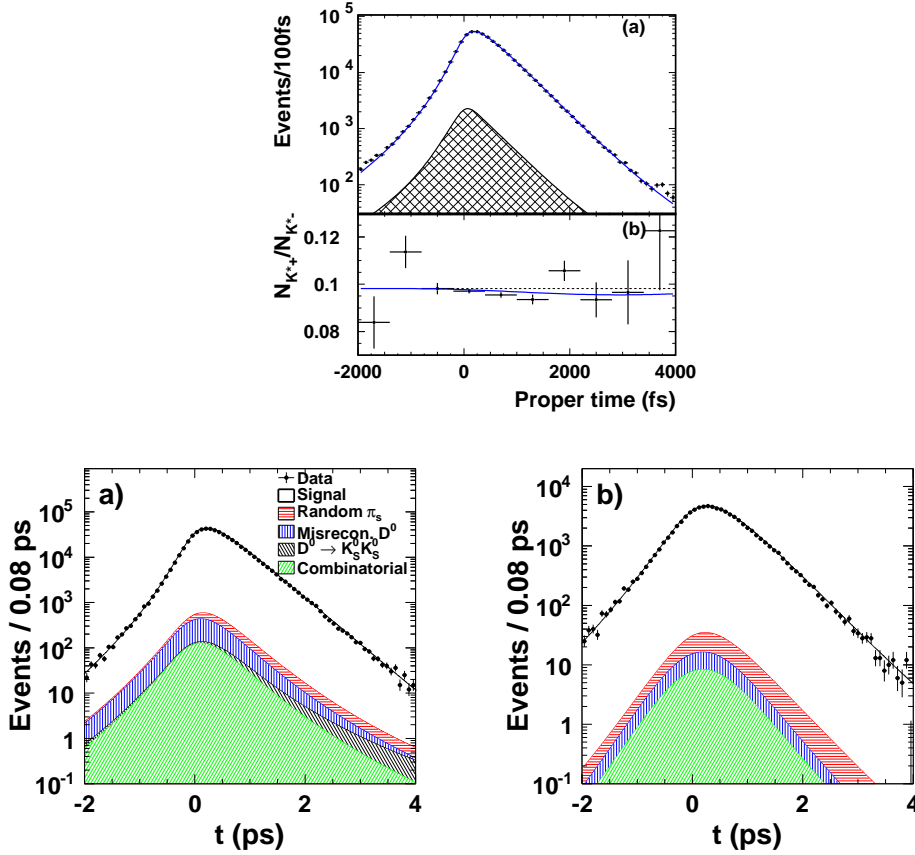 (a)
Events/100fs
10^5
10^4
10^3
10^2
(b)
N_{K*+}/N_{K*-}
0.12
0.1
0.08
-2000 0 2000 4000
Proper time (fs)
a)
Events / 0.08 ps
10^5
10^4
10^3
10^2
10
1
10^{-1}
Data
Signal
Random π_s
Misrecon. D^0
D^0 → K_S^0 K_S^0
Combinatorial
-2 0 2 4
t (ps)
b)
Events / 0.08 ps
10^4
10^3
10^2
10
1
10^{-1}
-2 0 2 4
t (ps)